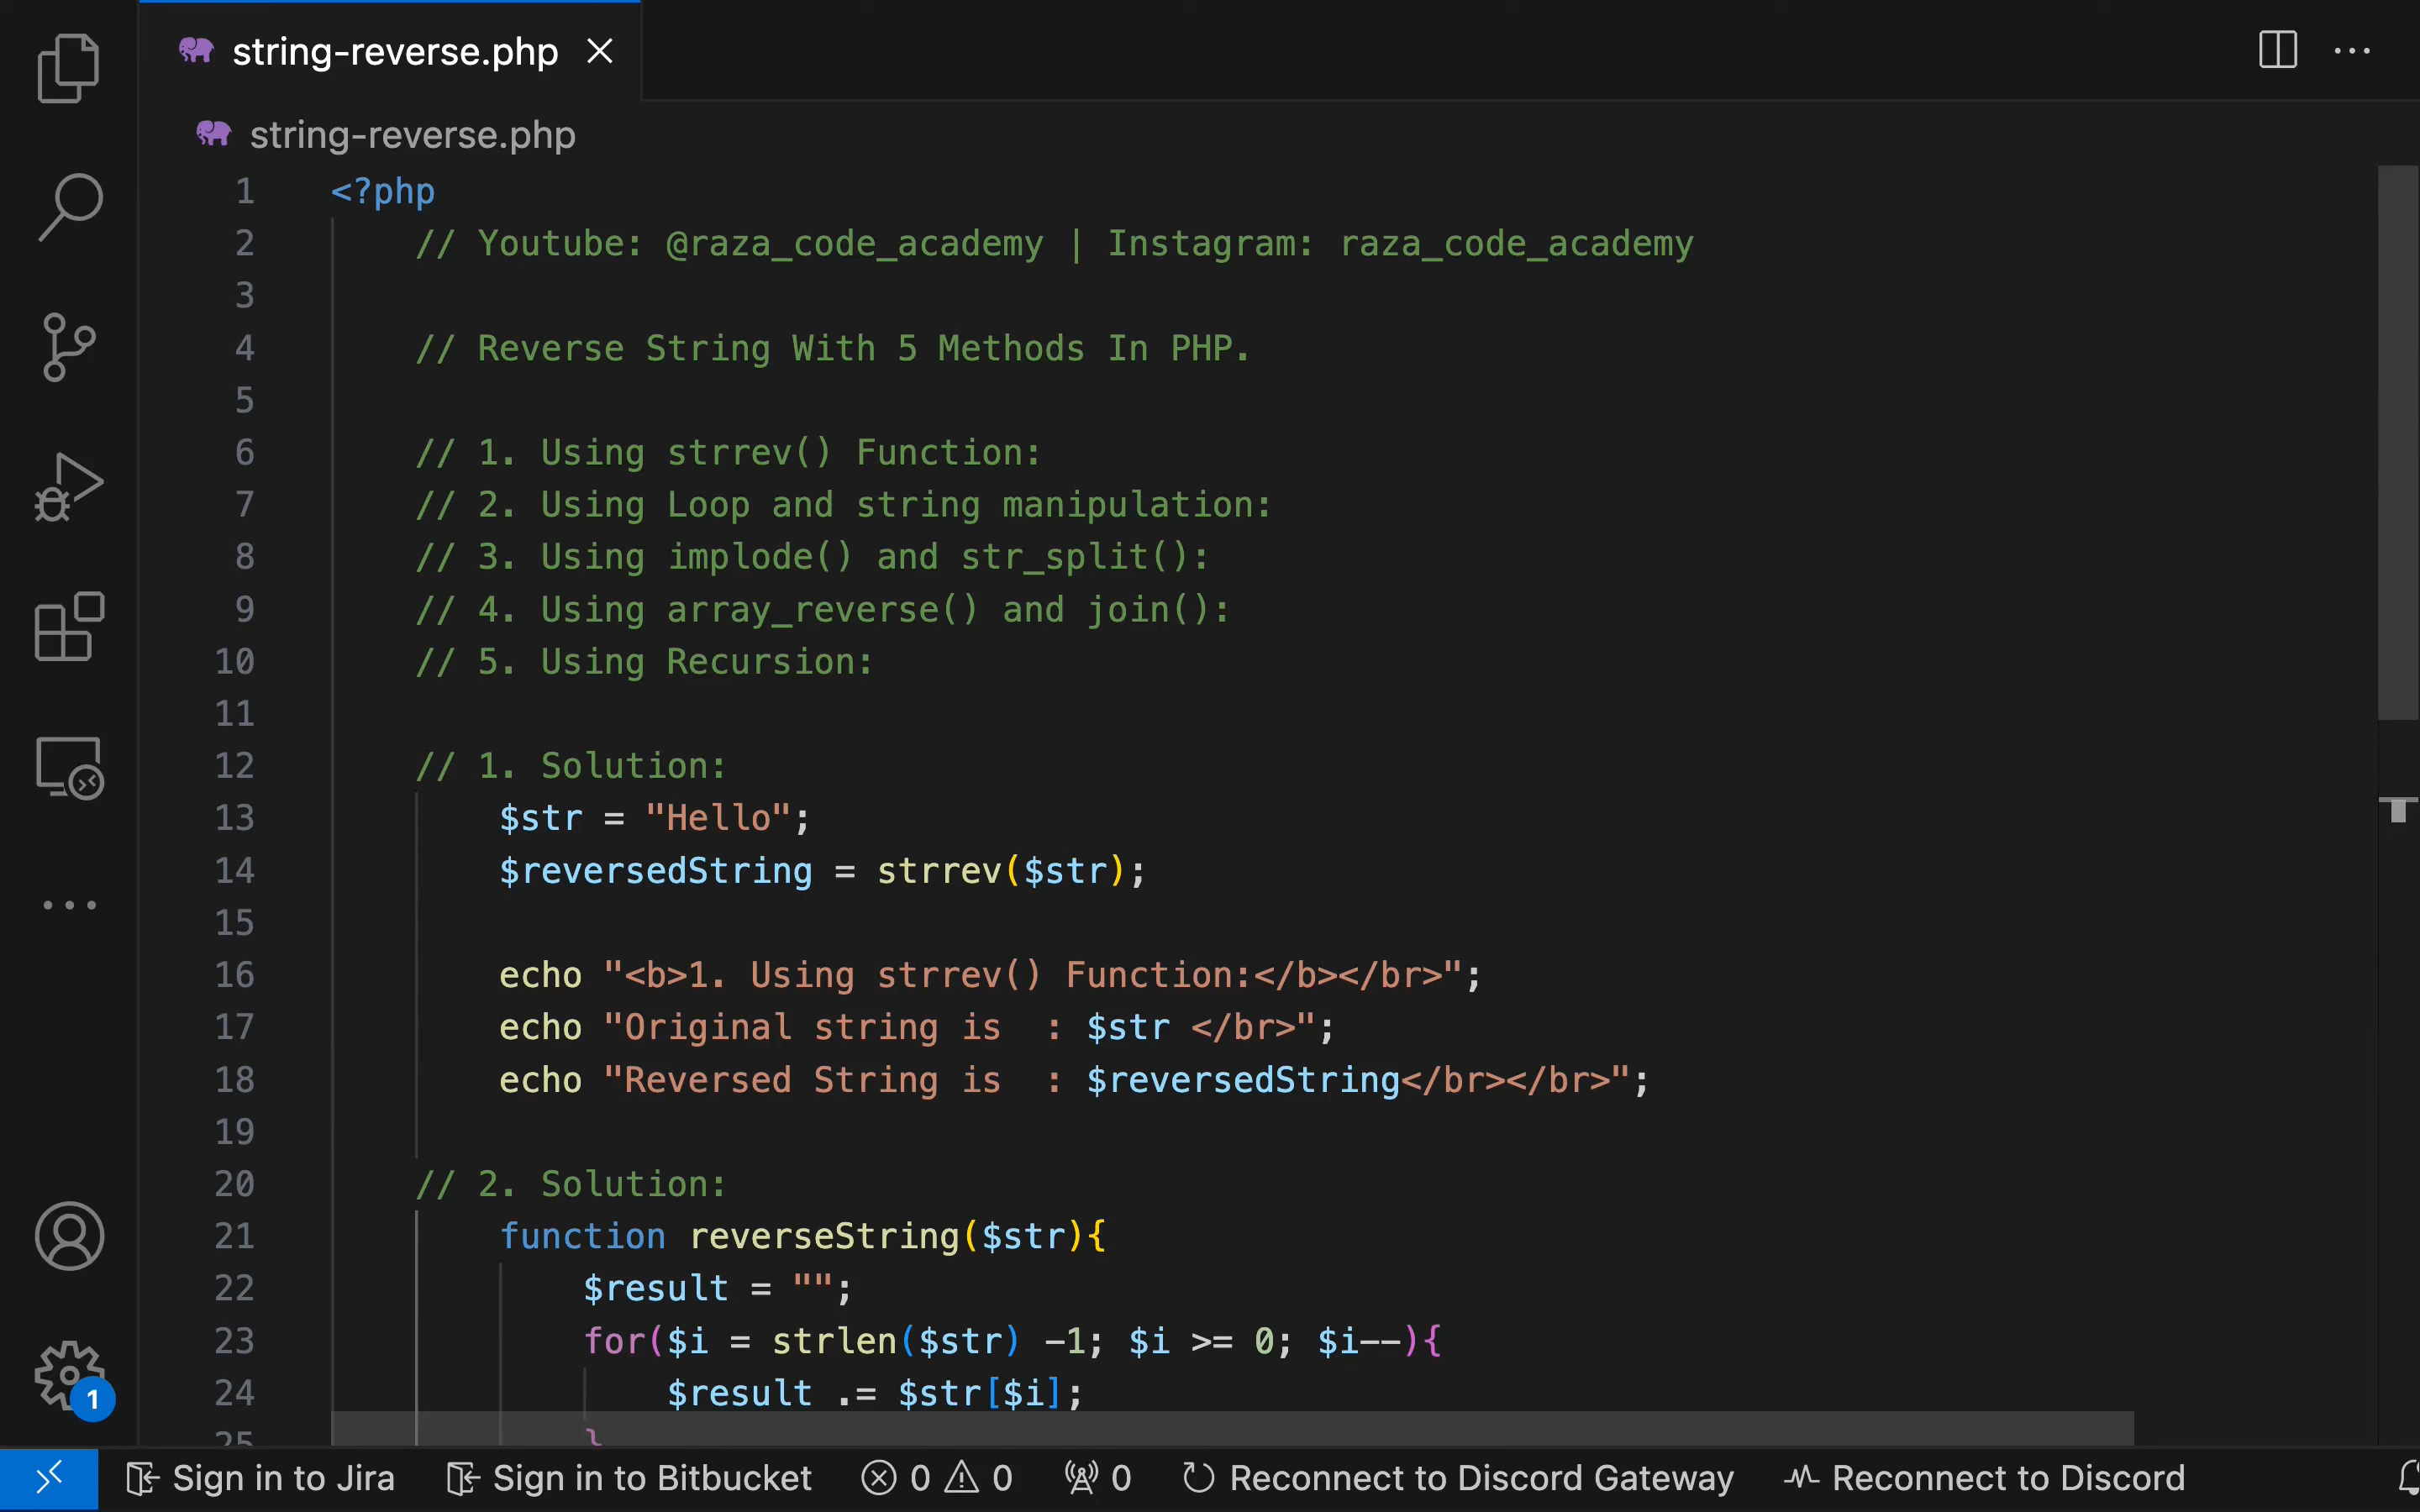 string-reverse.php
string-reverse.php
1 <?php
2 // Youtube: @raza_code_academy | Instagram: raza_code_academy
3
4 // Reverse String With 5 Methods In PHP.
5
6 // 1. Using strrev() Function:
7 // 2. Using Loop and string manipulation:
8 // 3. Using implode() and str_split():
9 // 4. Using array_reverse() and join():
10 // 5. Using Recursion:
11
12 // 1. Solution:
13 $str = "Hello";
14 $reversedString = strrev($str);
15
16 echo "<b>1. Using strrev() Function:</b></br>";
17 echo "Original string is  : $str </br>";
18 echo "Reversed String is  : $reversedString</br></br>";
19
20 // 2. Solution:
21 function reverseString($str){
22 $result = "";
23 for($i = strlen($str) -1; $i >= 0; $i--){
24 $result .= $str[$i];
25 }
1
Sign in to Jira Sign in to Bitbucket 0 0 0 Reconnect to Discord Gateway Reconnect to Discord